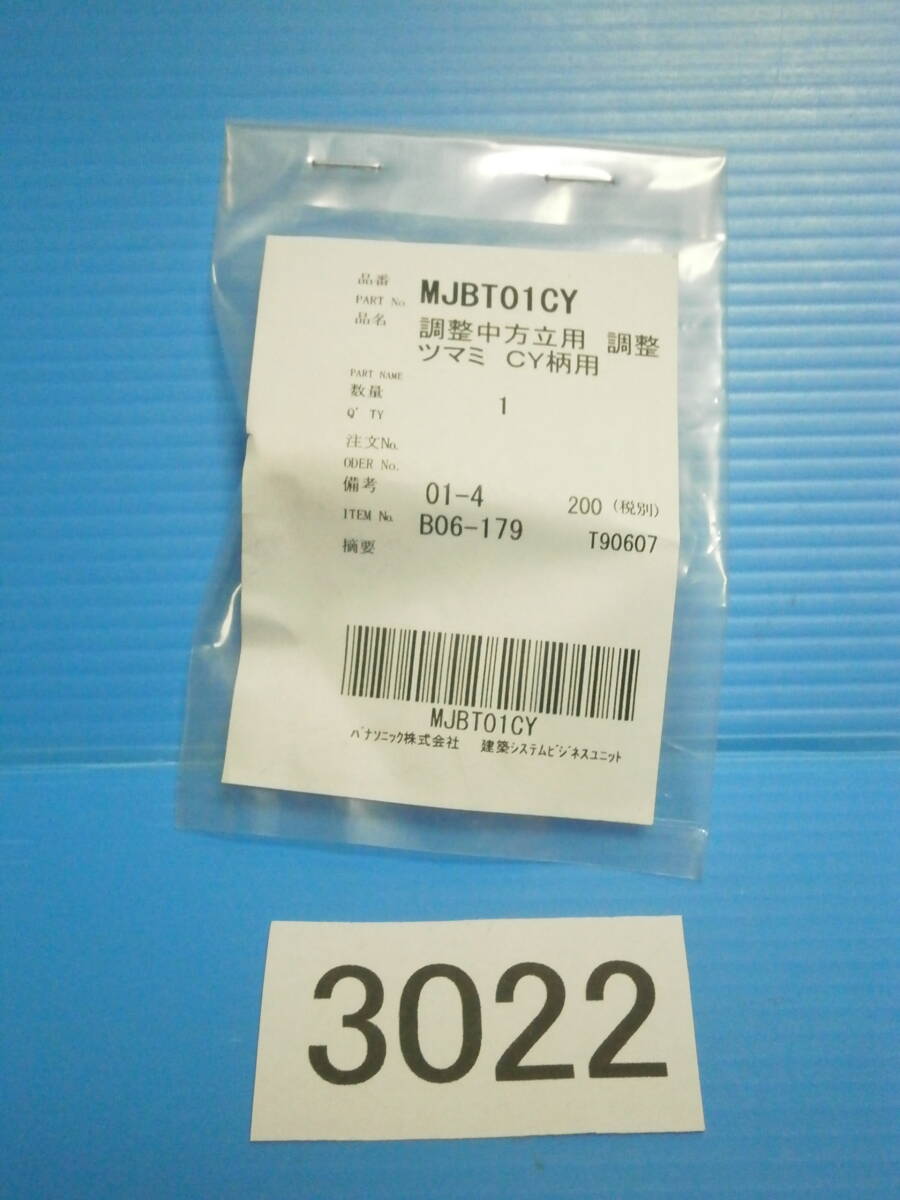 品番
PART No. MJBT01CY
品名 調整中方立用 調整
ツマミ CY柄用
PART NAME
数量 1
Q' TY
注文No.
ODER No.
備考 01-4 200 (税別)
ITEM No. B06-179 T90607
摘要
MJBT01CY
パナソニック株式会社 建築システムビジネスユニット
3022